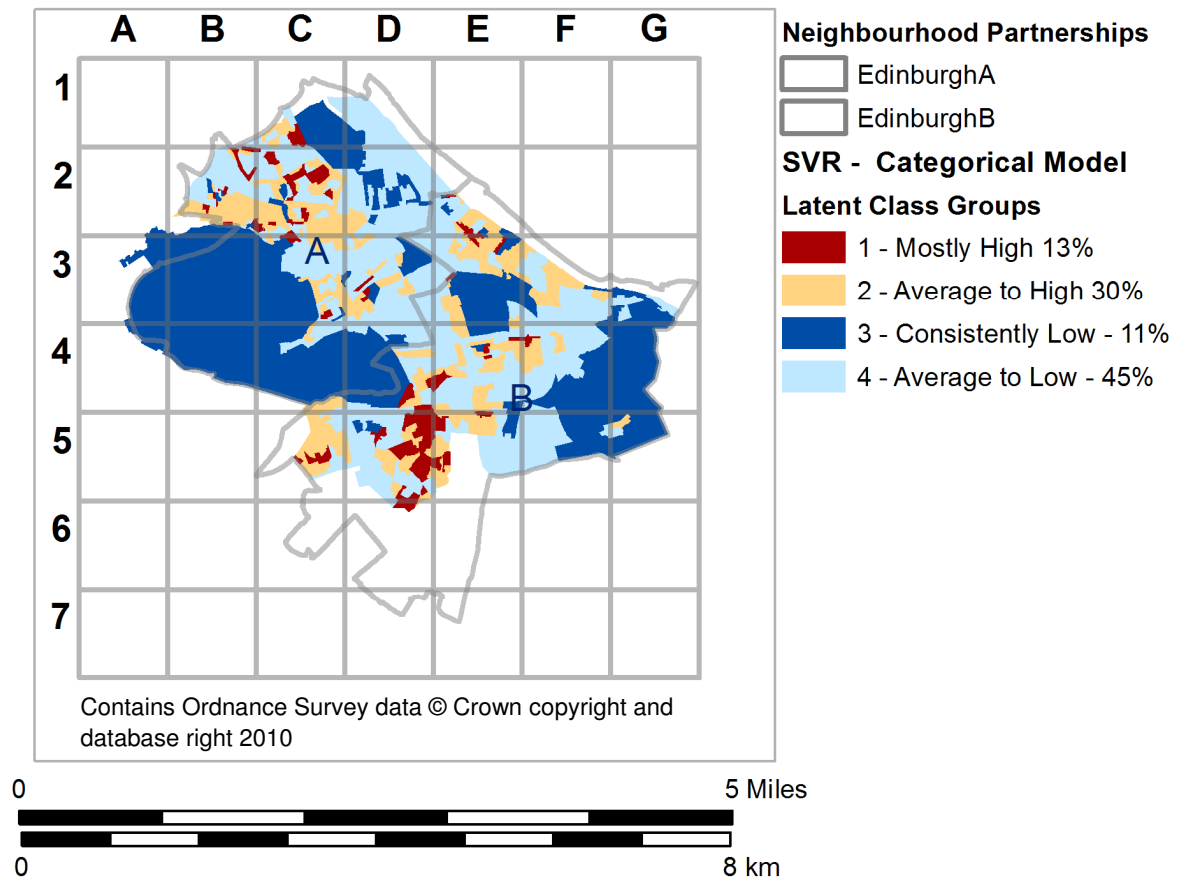 A B C D E F G
1
2
3
4
5
6
7
A
B
Contains Ordnance Survey data © Crown copyright and
database right 2010
Neighbourhood Partnerships
EdinburghA
EdinburghB
SVR - Categorical Model
Latent Class Groups
1 - Mostly High 13%
2 - Average to High 30%
3 - Consistently Low - 11%
4 - Average to Low - 45%
0 5 Miles
0 8 km